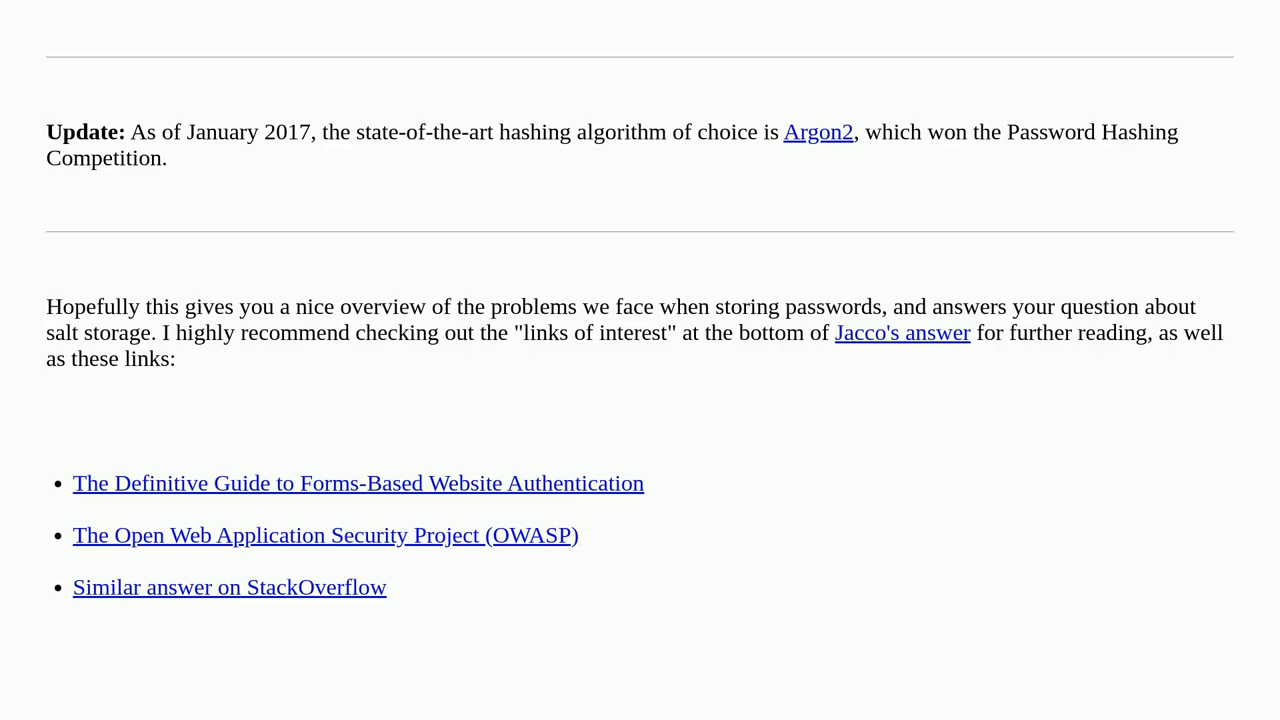 Update: As of January 2017, the state-of-the-art hashing algorithm of choice is Argon2, which won the Password Hashing
Competition.
Hopefully this gives you a nice overview of the problems we face when storing passwords, and answers your question about
salt storage. I highly recommend checking out the "links of interest" at the bottom of Jacco's answer for further reading, as well
as these links:
• The Definitive Guide to Forms-Based Website Authentication
• The Open Web Application Security Project (OWASP)
• Similar answer on StackOverflow